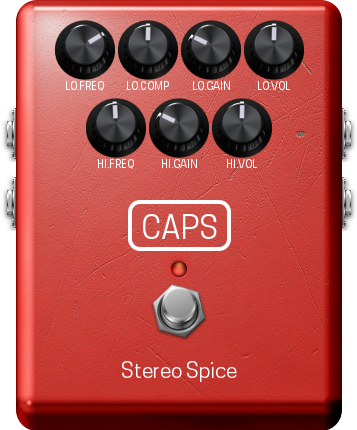 LO.FREQ LO.COMP LO.GAIN LO.VOL
HI.FREQ HI.GAIN HI.VOL
CAPS
Stereo Spice